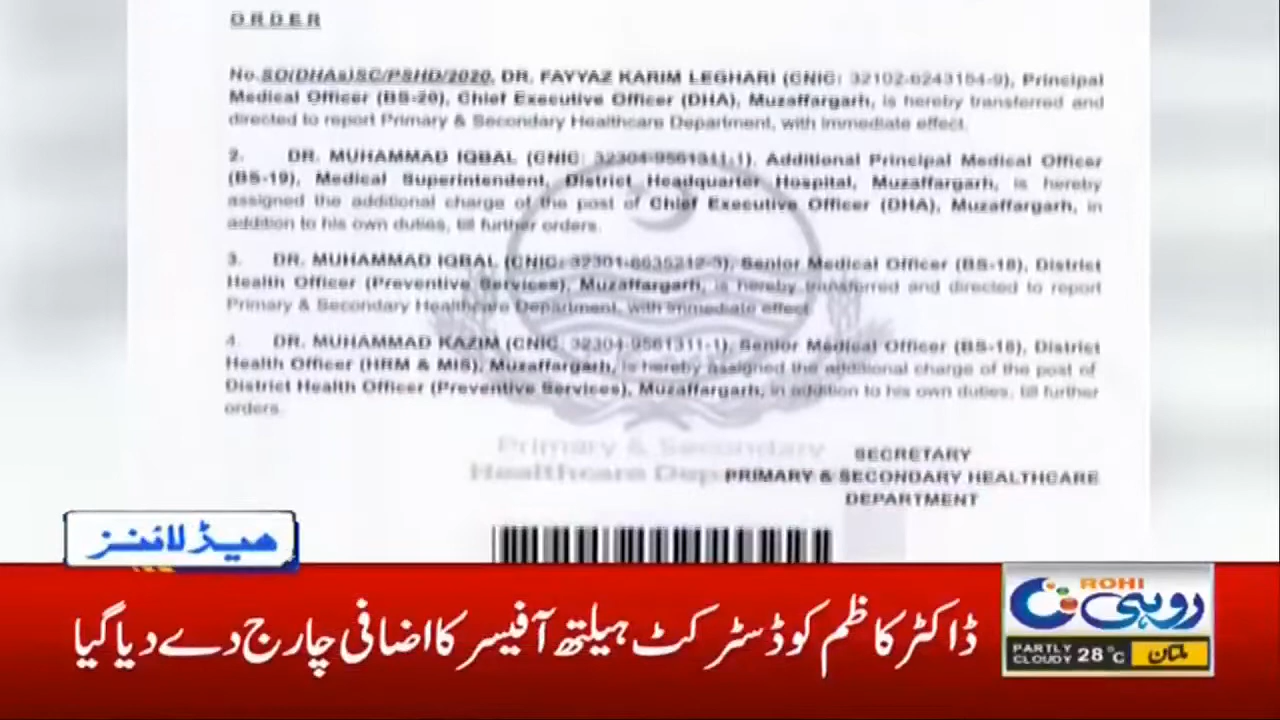 ORDER
No.SO(DHAs)SC/PSHD/2020, DR. FAYYAZ KARIM LEGHARI (CNIC: 32102-6243154-9), Principal
Medical Officer (BS-20), Chief Executive Officer (DHA), Muzaffargarh, is hereby transferred and
directed to report Primary & Secondary Healthcare Department, with immediate effect.
2. DR. MUHAMMAD IQBAL (CNIC: 32304-9561311-1), Additional Principal Medical Officer
(BS-19), Medical Superintendent, District Headquarter Hospital, Muzaffargarh, is hereby
assigned the additional charge of the post of Chief Executive Officer (DHA), Muzaffargarh, in
addition to his own duties, till further orders.
3. DR. MUHAMMAD IQBAL (CNIC: 32301-6635212-3), Senior Medical Officer (BS-18), District
Health Officer (Preventive Services), Muzaffargarh, is hereby transferred and directed to report
Primary & Secondary Healthcare Department, with immediate effect
4. DR. MUHAMMAD KAZIM (CNIC: 32304-9561311-1), Senior Medical Officer (BS-18), District
Health Officer (HRM & MIS), Muzaffargarh, is hereby assigned the additional charge of the post of
District Health Officer (Preventive Services), Muzaffargarh, in addition to his own duties, till further
orders.
Primary & Secondary
Healthcare Dep
SECRETARY
PRIMARY & SECONDARY HEALTHCARE
DEPARTMENT
ہیڈلائنز
ڈاکٹر کاظم کو ڈسٹرکٹ ہیلتھ آفیسر کا اضافی چارج دے دیا گیا
ROHI
روہی
PARTLY
CLOUDY 28°C
ملتان